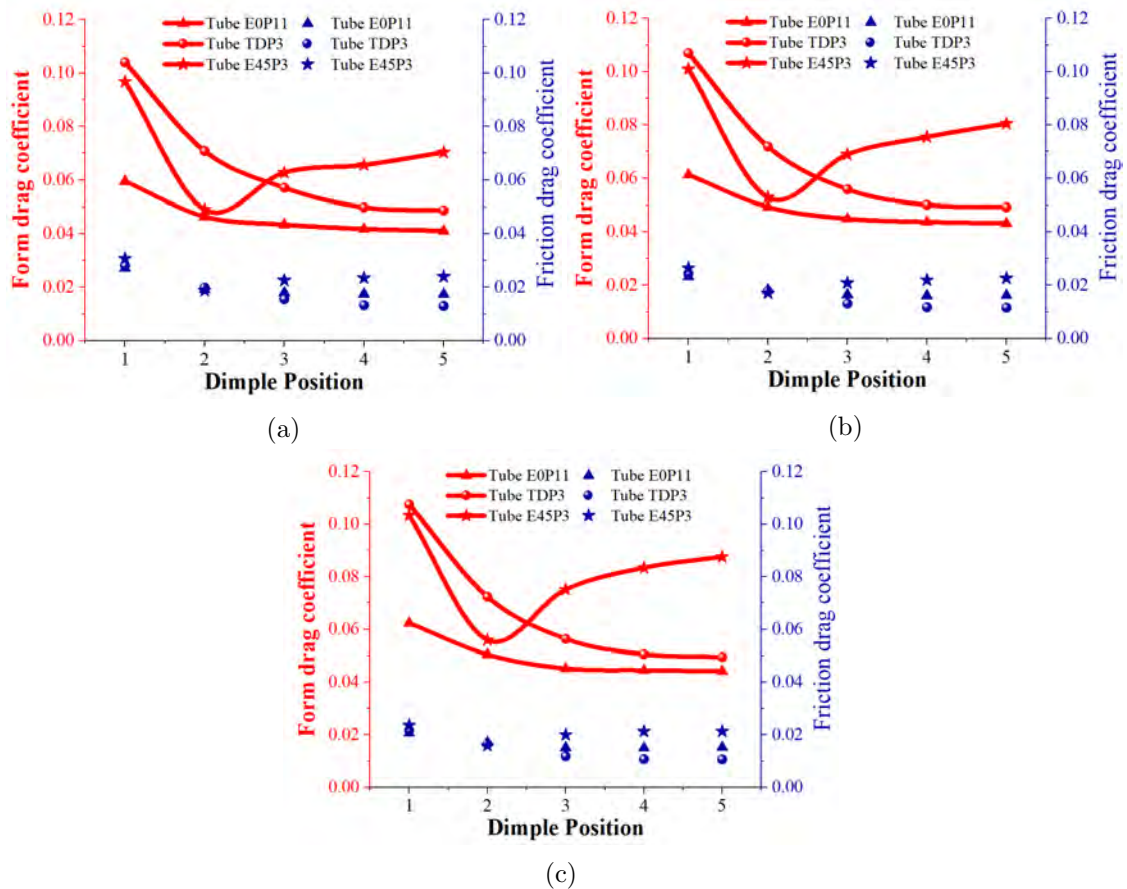 Tube E0P11 Tube E0P11
Tube TDP3 Tube TDP3
Tube E45P3 Tube E45P3
0.12
0.10
0.08
0.06
0.04
0.02
0.00
Form drag coefficient
0.12
0.10
0.08
0.06
0.04
0.02
0.00
Friction drag coefficient
1 2 3 4 5
Dimple Position
(a)
Tube E0P11 Tube E0P11
Tube TDP3 Tube TDP3
Tube E45P3 Tube E45P3
0.12
0.10
0.08
0.06
0.04
0.02
0.00
Form drag coefficient
0.12
0.10
0.08
0.06
0.04
0.02
0.00
Friction drag coefficient
1 2 3 4 5
Dimple Position
(b)
Tube E0P11 Tube E0P11
Tube TDP3 Tube TDP3
Tube E45P3 Tube E45P3
0.12
0.10
0.08
0.06
0.04
0.02
0.00
Form drag coefficient
0.12
0.10
0.08
0.06
0.04
0.02
0.00
Friction drag coefficient
1 2 3 4 5
Dimple Position
(c)